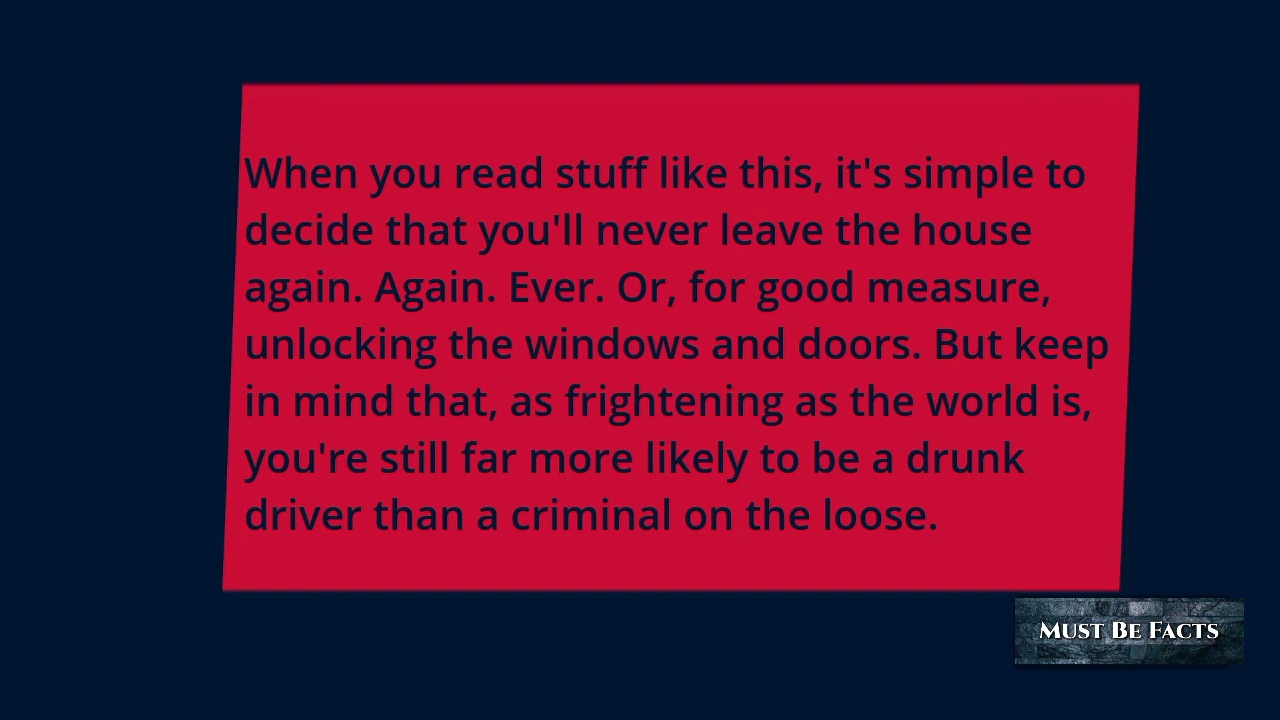 When you read stuff like this, it's simple to
decide that you'll never leave the house
again. Again. Ever. Or, for good measure,
unlocking the windows and doors. But keep
in mind that, as frightening as the world is,
you're still far more likely to be a drunk
driver than a criminal on the loose.
Must Be Facts